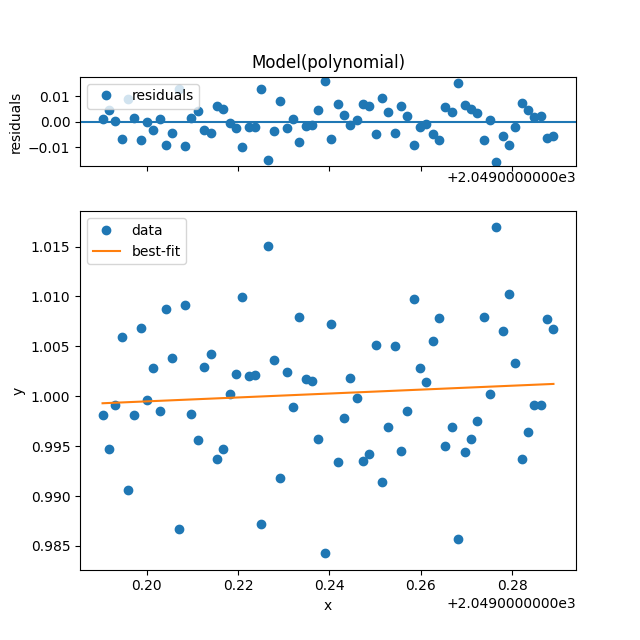 Model(polynomial)
residuals
residuals
0.01
0.00
−0.01
+2.0490000000e3
data
best-fit
y
1.015
1.010
1.005
1.000
0.995
0.990
0.985
0.20 0.22 0.24 0.26 0.28
x
+2.0490000000e3